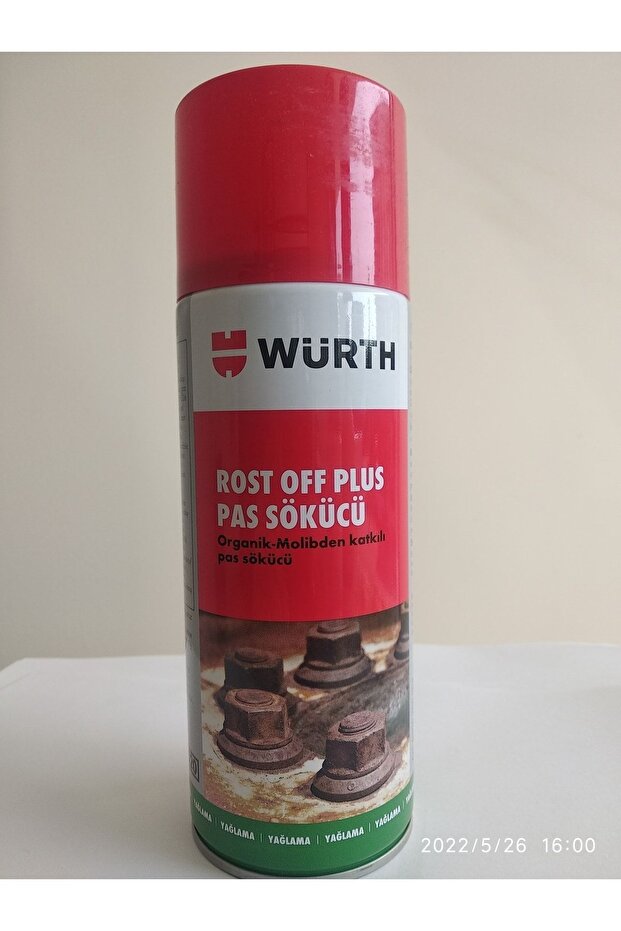 WÜRTH
ROST OFF PLUS
PAS SÖKÜCÜ
Organik-Molibden katkılı
pas sökücü
YAĞLAMA | YAĞLAMA | YAĞLAMA | YAĞLAMA
2022/5/26 16:00